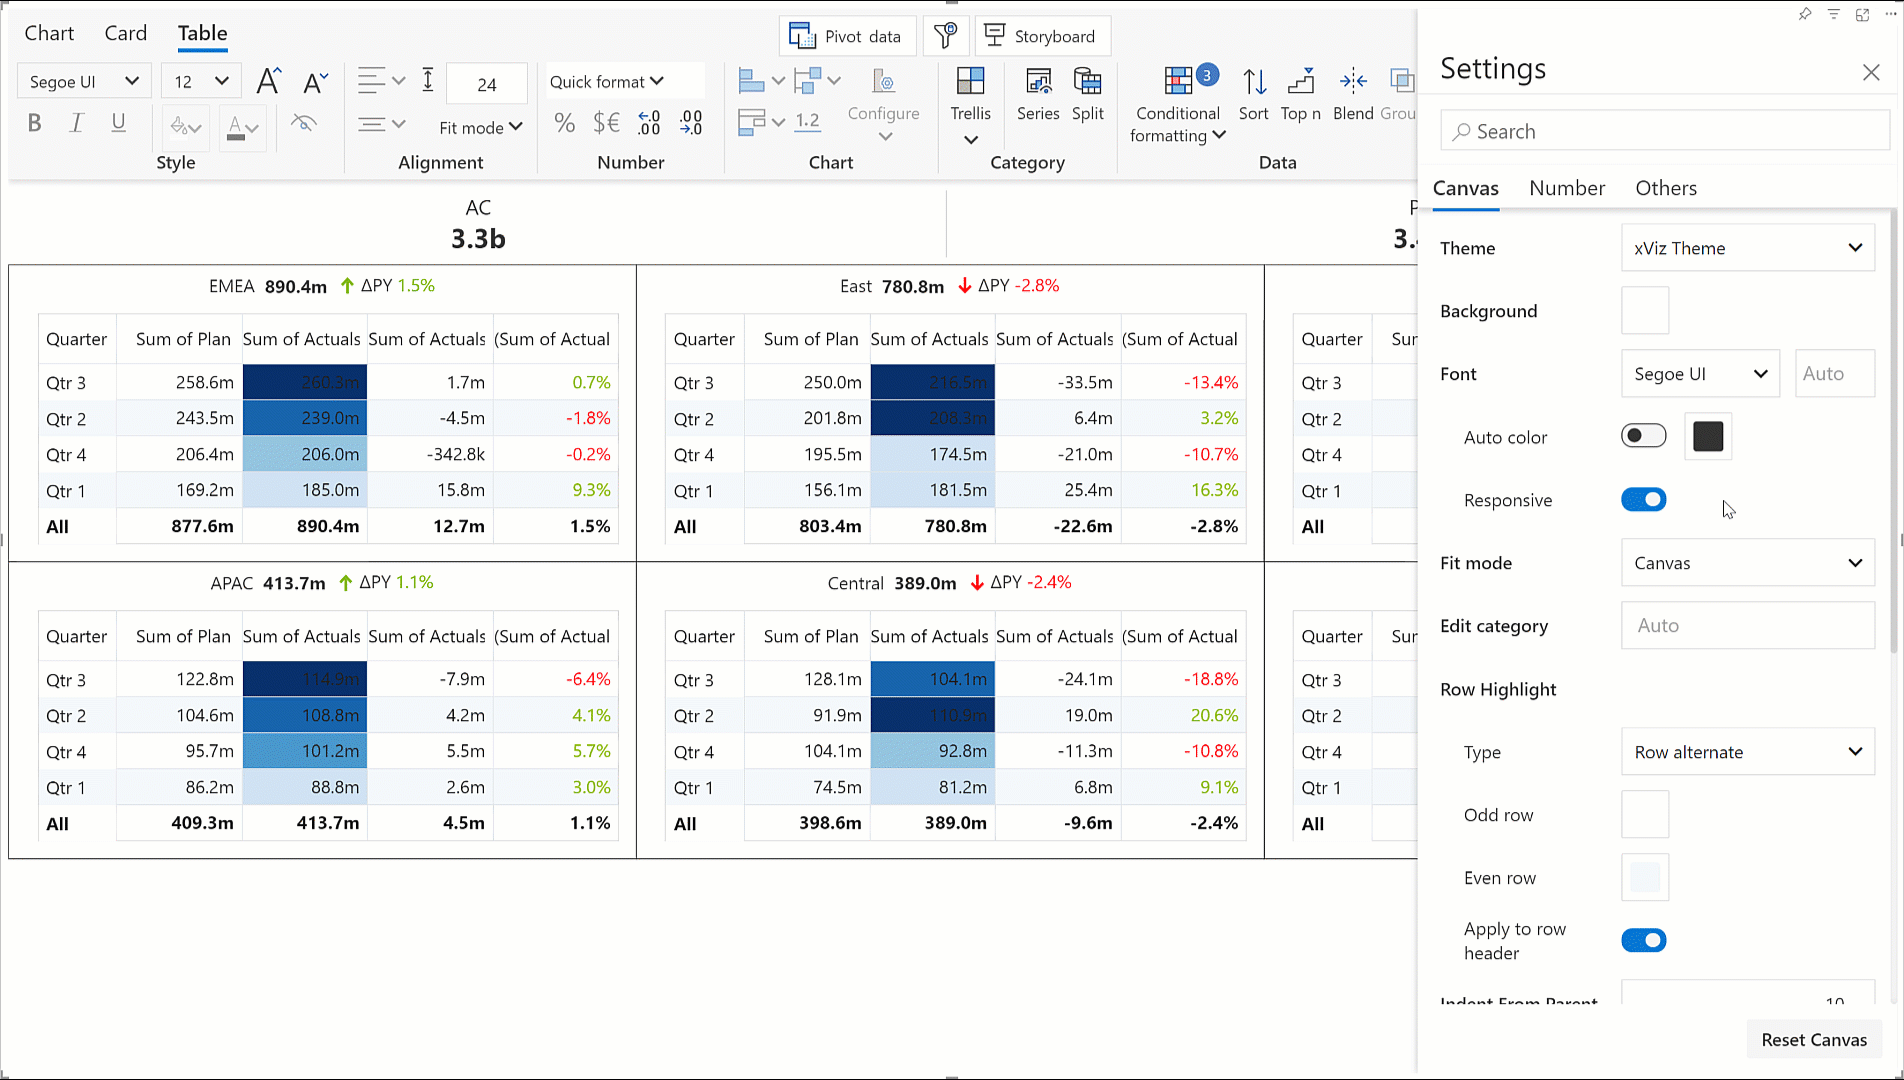 Chart Card Table
Pivot data Storyboard
Segoe UI 12 A A 24 Quick format
Configure Trellis Series Split Conditional formatting 3 Sort Top n Blend Grou
B I U A Fit mode % $€ .0 .00 .00 .0 1.2
Style Alignment Number Chart Category Data
AC
3.3b
EMEA 890.4m ΔPY 1.5%
Quarter Sum of Plan Sum of Actuals Sum of Actuals (Sum of Actual
Qtr 3 258.6m 260.3m 1.7m 0.7%
Qtr 2 243.5m 239.0m -4.5m -1.8%
Qtr 4 206.4m 206.0m -342.8k -0.2%
Qtr 1 169.2m 185.0m 15.8m 9.3%
All 877.6m 890.4m 12.7m 1.5%
East 780.8m ΔPY -2.8%
Quarter Sum of Plan Sum of Actuals Sum of Actuals (Sum of Actual
Qtr 3 250.0m 216.5m -33.5m -13.4%
Qtr 2 201.8m 208.3m 6.4m 3.2%
Qtr 4 195.5m 174.5m -21.0m -10.7%
Qtr 1 156.1m 181.5m 25.4m 16.3%
All 803.4m 780.8m -22.6m -2.8%
Quarter Sur
Qtr 3
Qtr 2
Qtr 4
Qtr 1
All
APAC 413.7m ΔPY 1.1%
Quarter Sum of Plan Sum of Actuals Sum of Actuals (Sum of Actual
Qtr 3 122.8m 114.9m -7.9m -6.4%
Qtr 2 104.6m 108.8m 4.2m 4.1%
Qtr 4 95.7m 101.2m 5.5m 5.7%
Qtr 1 86.2m 88.8m 2.6m 3.0%
All 409.3m 413.7m 4.5m 1.1%
Central 389.0m ΔPY -2.4%
Quarter Sum of Plan Sum of Actuals Sum of Actuals (Sum of Actual
Qtr 3 128.1m 104.1m -24.1m -18.8%
Qtr 2 91.9m 110.9m 19.0m 20.6%
Qtr 4 104.1m 92.8m -11.3m -10.8%
Qtr 1 74.5m 81.2m 6.8m 9.1%
All 398.6m 389.0m -9.6m -2.4%
Quarter Sur
Qtr 3
Qtr 2
Qtr 4
Qtr 1
All
Settings
Search
Canvas Number Others
Theme xViz Theme
Background
Font Segoe UI Auto
Auto color
Responsive
Fit mode Canvas
Edit category Auto
Row Highlight
Type Row alternate
Odd row
Even row
Apply to row
header
Indent From Parent 10
Reset Canvas